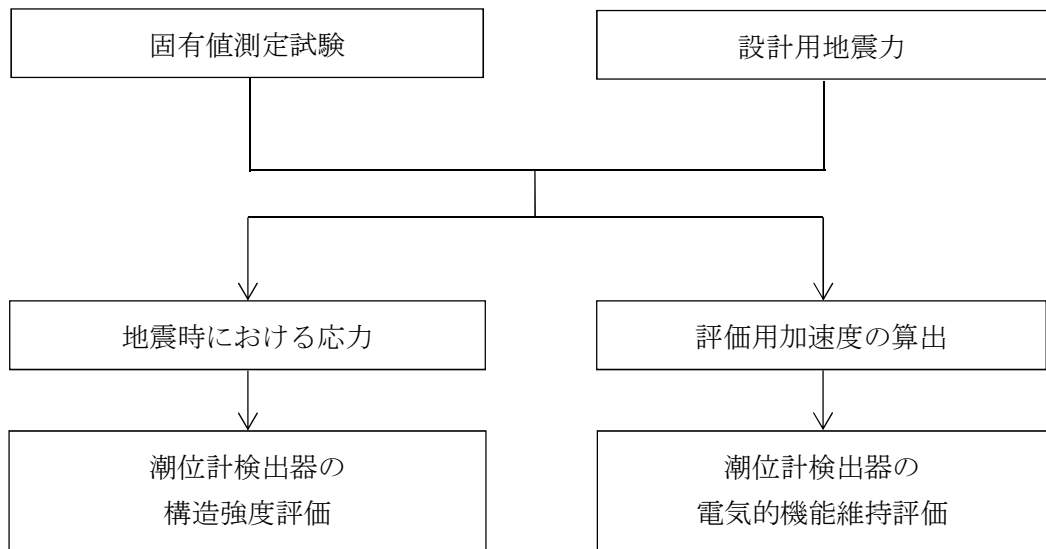 固有値測定試験
設計用地震力
地震時における応力
評価用加速度の算出
潮位計検出器の
構造強度評価
潮位計検出器の
電気的機能維持評価